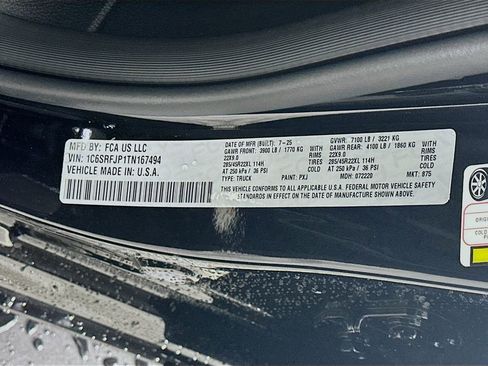 MFD BY: FCA US LLC
VIN: 1C6SRFJP1TN167494
VEHICLE MADE IN: U.S.A.
DATE OF MFR (BUILT): 7-25 GVWR: 7100 LB / 3221 KG
GAWR FRONT: 3900 LB / 1770 KG WITH GAWR REAR: 4100 LB / 1860 KG WITH
22X9.0 RIMS 22X9.0 RIMS
285/45R22XL 114H TIRES 285/45R22XL 114H TIRES
AT 250 kPa / 36 PSI COLD AT 250 kPa / 36 PSI COLD
TYPE: TRUCK PAINT: PXJ MDH: 072220 MKT: 875
THIS VEHICLE CONFORMS TO ALL APPLICABLE U.S.A. FEDERAL MOTOR VEHICLE SAFETY
STANDARDS IN EFFECT ON THE DATE OF MANUFACTURE SHOWN ABOVE.
ORIGINAL
COLD